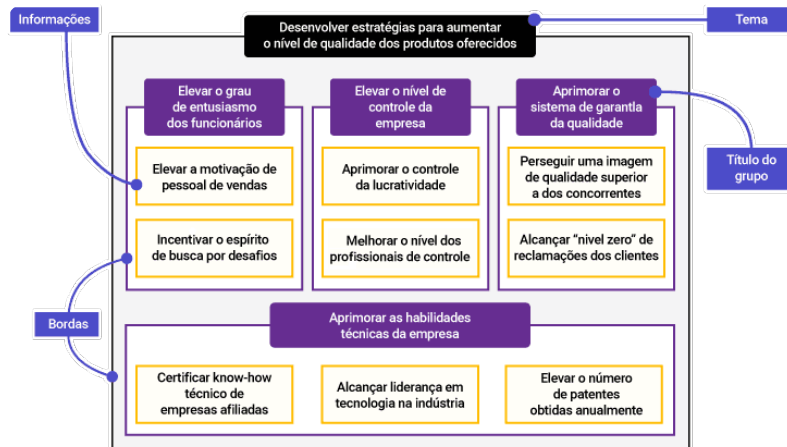 Informações
Desenvolver estratégias para aumentar
o nível de qualidade dos produtos oferecidos
Tema
Elevar o grau
de entusiasmo
dos funcionários
Elevar o nível de
controle da
empresa
Aprimorar o
sistema de garantla
da qualidade
Elevar a motivação de
pessoal de vendas
Aprimorar o controle
da lucratividade
Perseguir uma imagem
de qualidade superior
a dos concorrentes
Título do
grupo
Incentivar o espírito
de busca por desafios
Melhorar o nível dos
profissionais de controle
Alcançar “nivel zero” de
reclamações dos clientes
Bordas
Aprimorar as habilidades
técnicas da empresa
Certificar know-how
técnico de
empresas afiliadas
Alcançar liderança em
tecnologia na indústria
Elevar o número
de patentes
obtidas anualmente